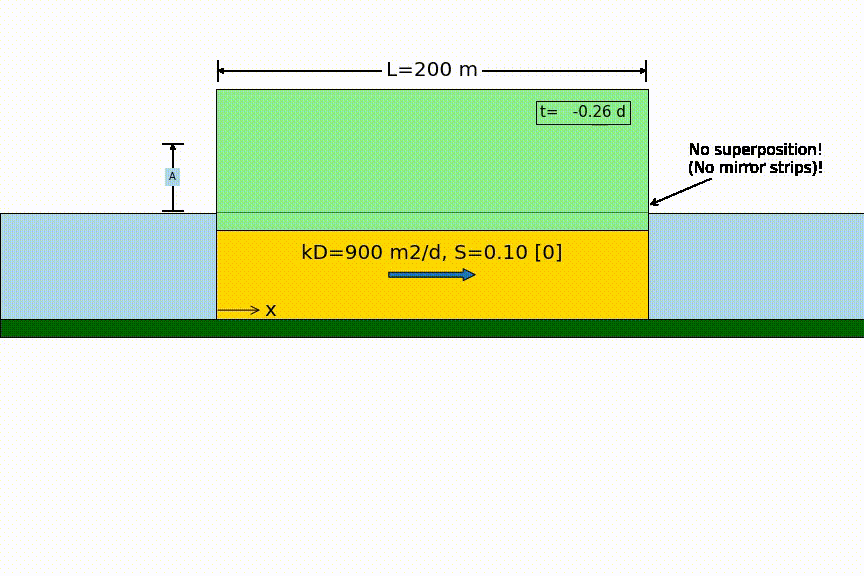 L=200 m
t=   -0.26 d
No superposition!
(No mirror strips)!
A
kD=900 m2/d, S=0.10 [0]
x